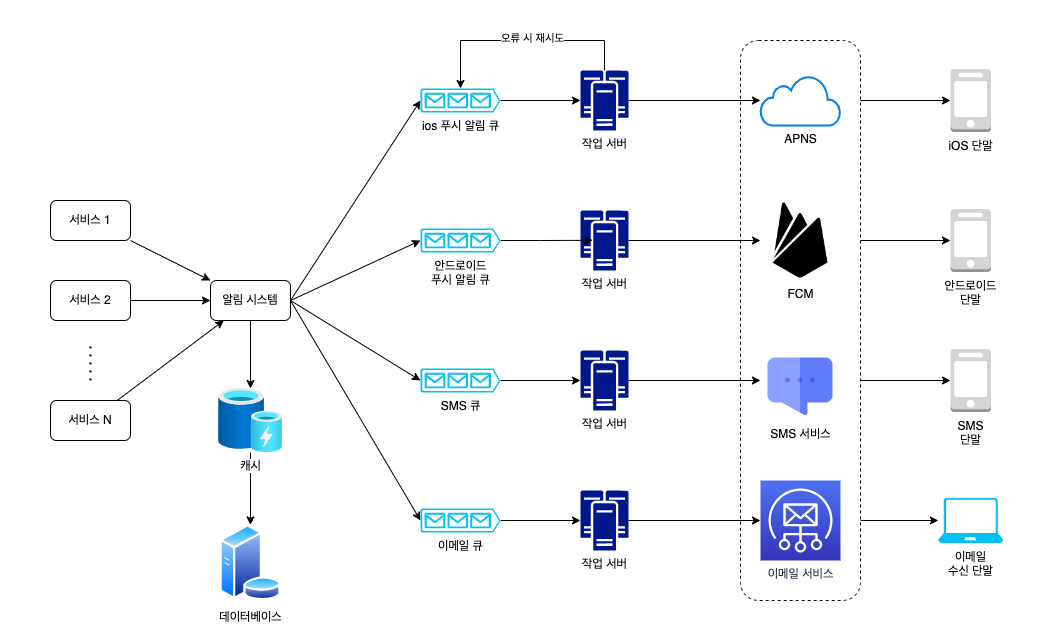 오류 시 재시도
ios 푸시 알림 큐
작업 서버
APNS
iOS 단말
서비스 1
서비스 2
서비스 N
알림 시스템
캐시
데이터베이스
안드로이드
푸시 알림 큐
작업 서버
FCM
안드로이드
단말
SMS 큐
작업 서버
SMS 서비스
SMS
단말
이메일 큐
작업 서버
이메일 서비스
이메일
수신 단말